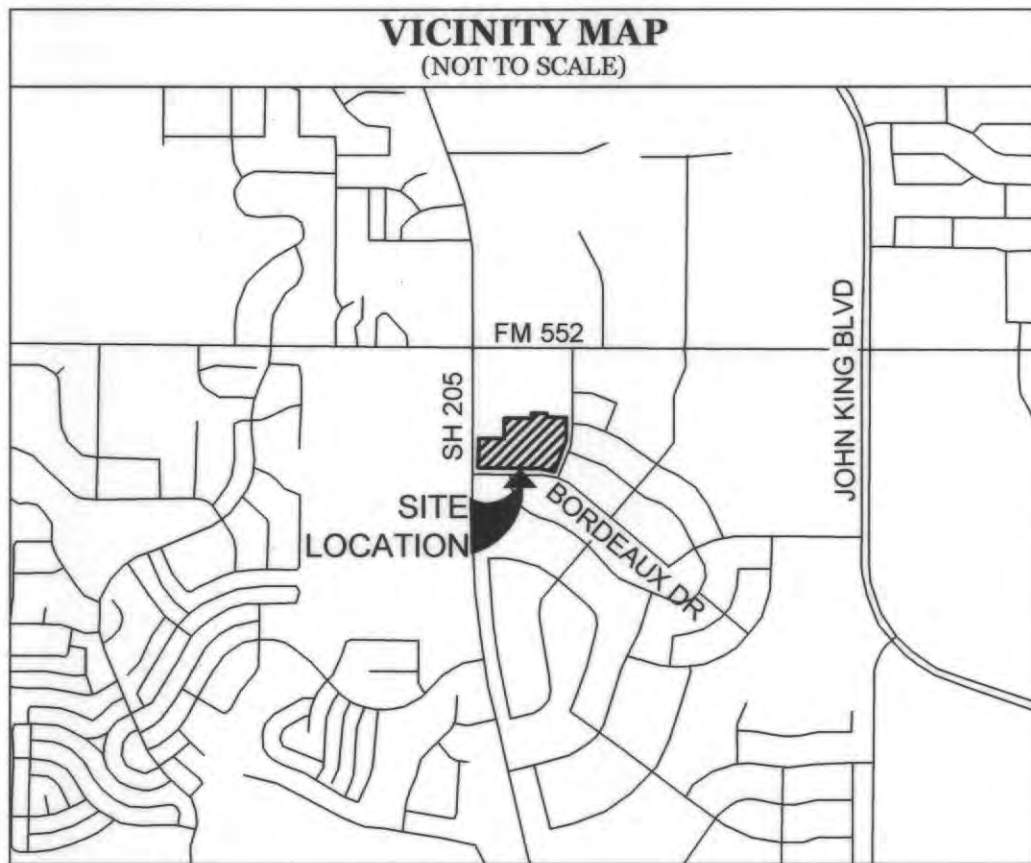 VICINITY MAP
(NOT TO SCALE)
FM 552
SH 205
JOHN KING BLVD
SITE
LOCATION
BORDEAUX DR